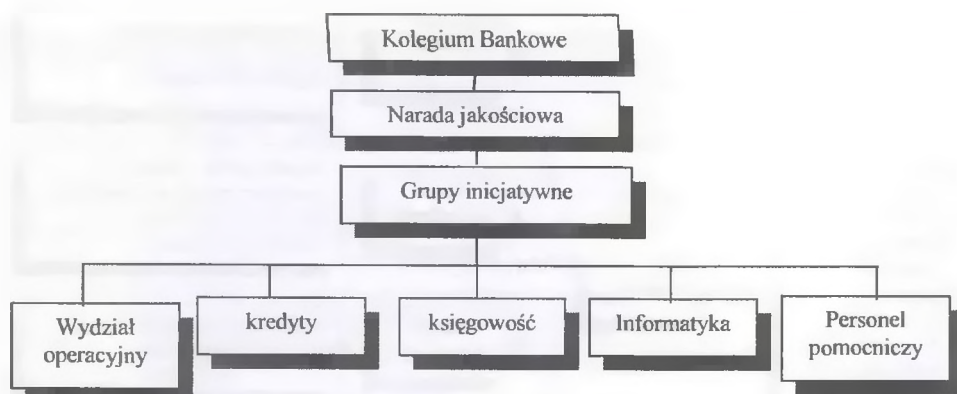 Kolegium Bankowe
Narada jakościowa
Grupy inicjatywne
Wydział
operacyjny
kredyty
księgowość
Informatyka
Personel
pomocniczy